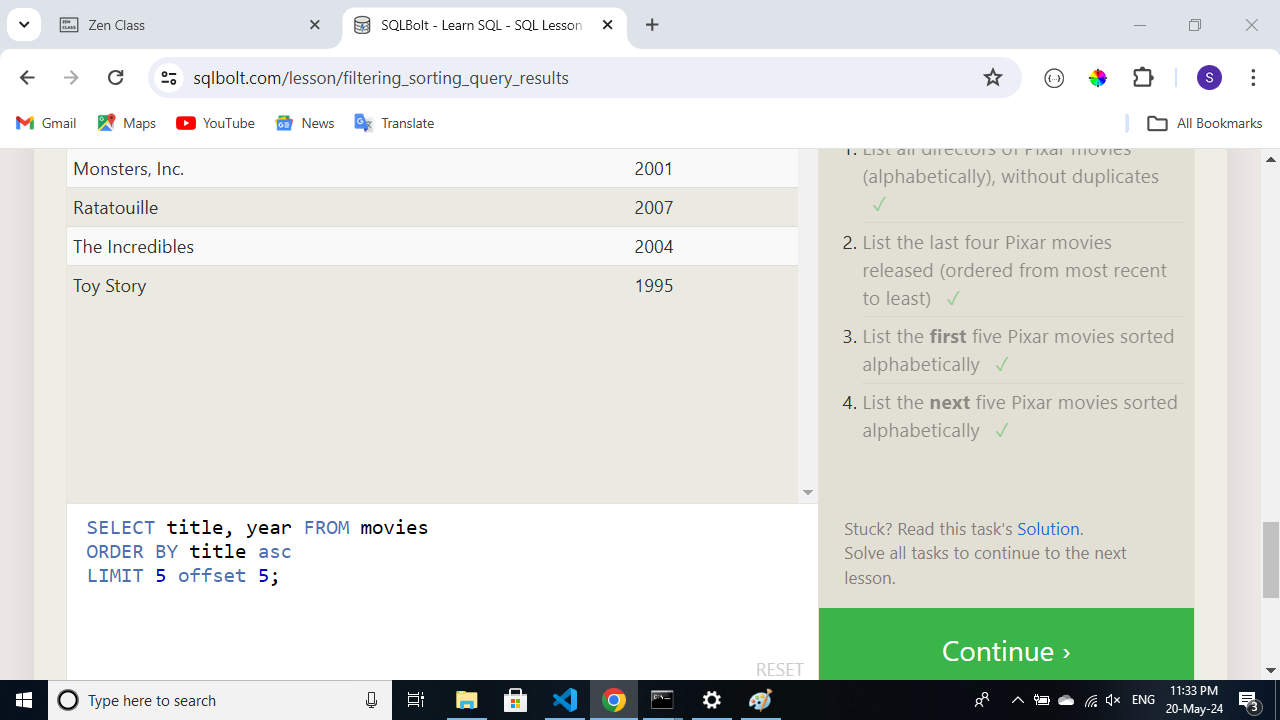 Zen Class
SQLBolt - Learn SQL - SQL Lesson
sqlbolt.com/lesson/filtering_sorting_query_results
S
Gmail
Maps
YouTube
News
Translate
All Bookmarks
Monsters, Inc. 2001
Ratatouille 2007
The Incredibles 2004
Toy Story 1995
SELECT title, year FROM movies
ORDER BY title asc
LIMIT 5 offset 5;
RESET
1. List all directors of Pixar movies
(alphabetically), without duplicates
✓
2. List the last four Pixar movies
released (ordered from most recent
to least) ✓
3. List the first five Pixar movies sorted
alphabetically ✓
4. List the next five Pixar movies sorted
alphabetically ✓
Stuck? Read this task's Solution.
Solve all tasks to continue to the next
lesson.
Continue ›
Type here to search
ENG
11:33 PM
20-May-24
3